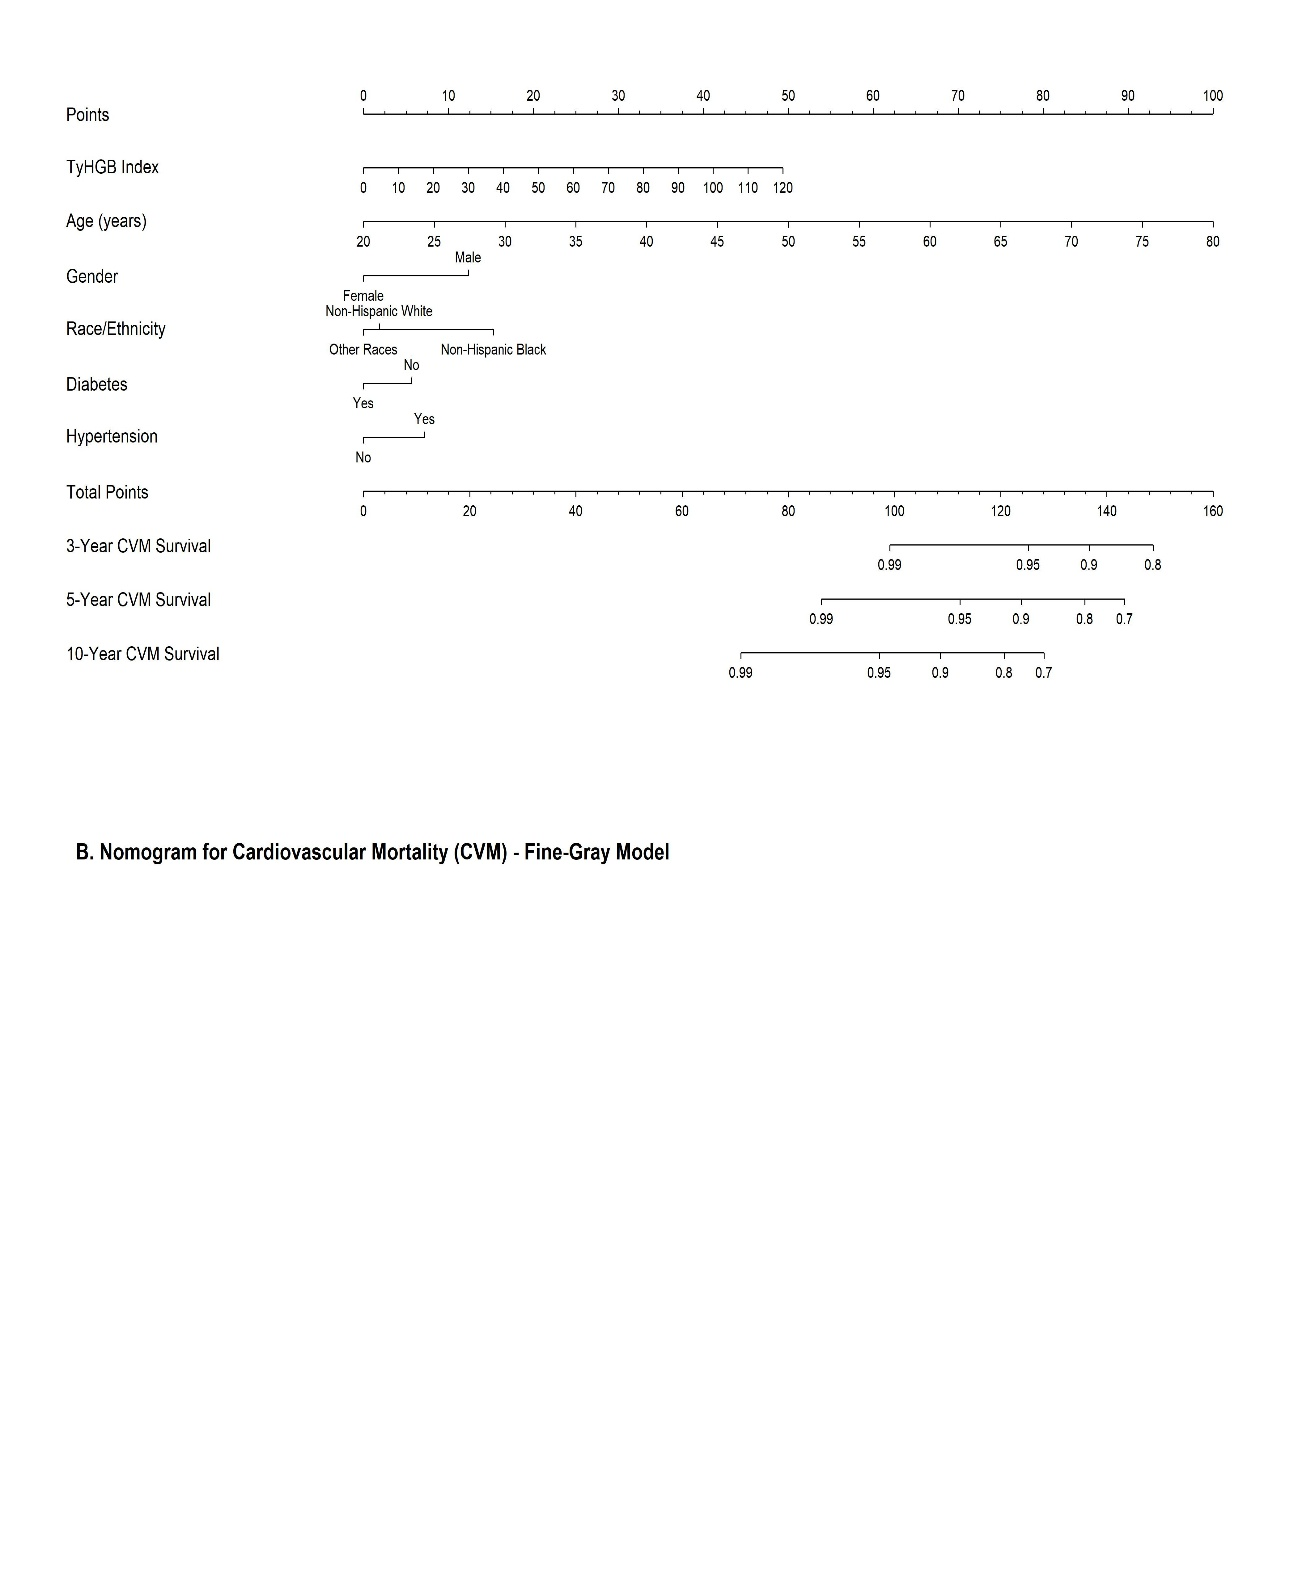 0 10 20 30 40 50 60 70 80 90 100
Points
TyHGB Index
0 10 20 30 40 50 60 70 80 90 100 110 120
Age (years)
20 25 30 35 40 45 50 55 60 65 70 75 80
Male
Gender
Female
Non-Hispanic White
Race/Ethnicity
Other Races Non-Hispanic Black
No
Diabetes
Yes
Yes
Hypertension
No
Total Points
0 20 40 60 80 100 120 140 160
3-Year CVM Survival
0.99 0.95 0.9 0.8
5-Year CVM Survival
0.99 0.95 0.9 0.8 0.7
10-Year CVM Survival
0.99 0.95 0.9 0.8 0.7
B. Nomogram for Cardiovascular Mortality (CVM) - Fine-Gray Model